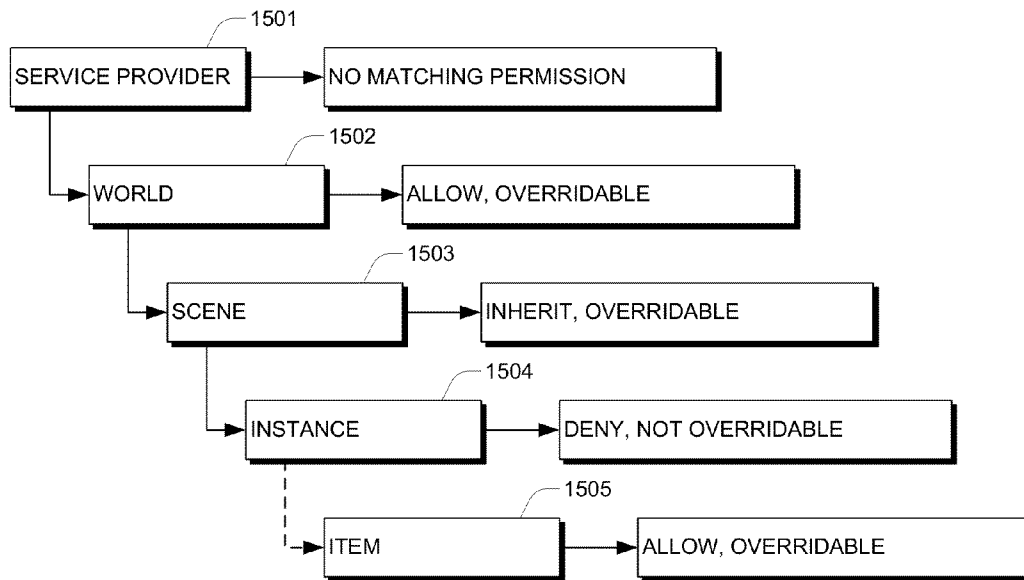 1501
SERVICE PROVIDER
NO MATCHING PERMISSION
1502
WORLD
ALLOW, OVERRIDABLE
1503
SCENE
INHERIT, OVERRIDABLE
1504
INSTANCE
DENY, NOT OVERRIDABLE
1505
ITEM
ALLOW, OVERRIDABLE